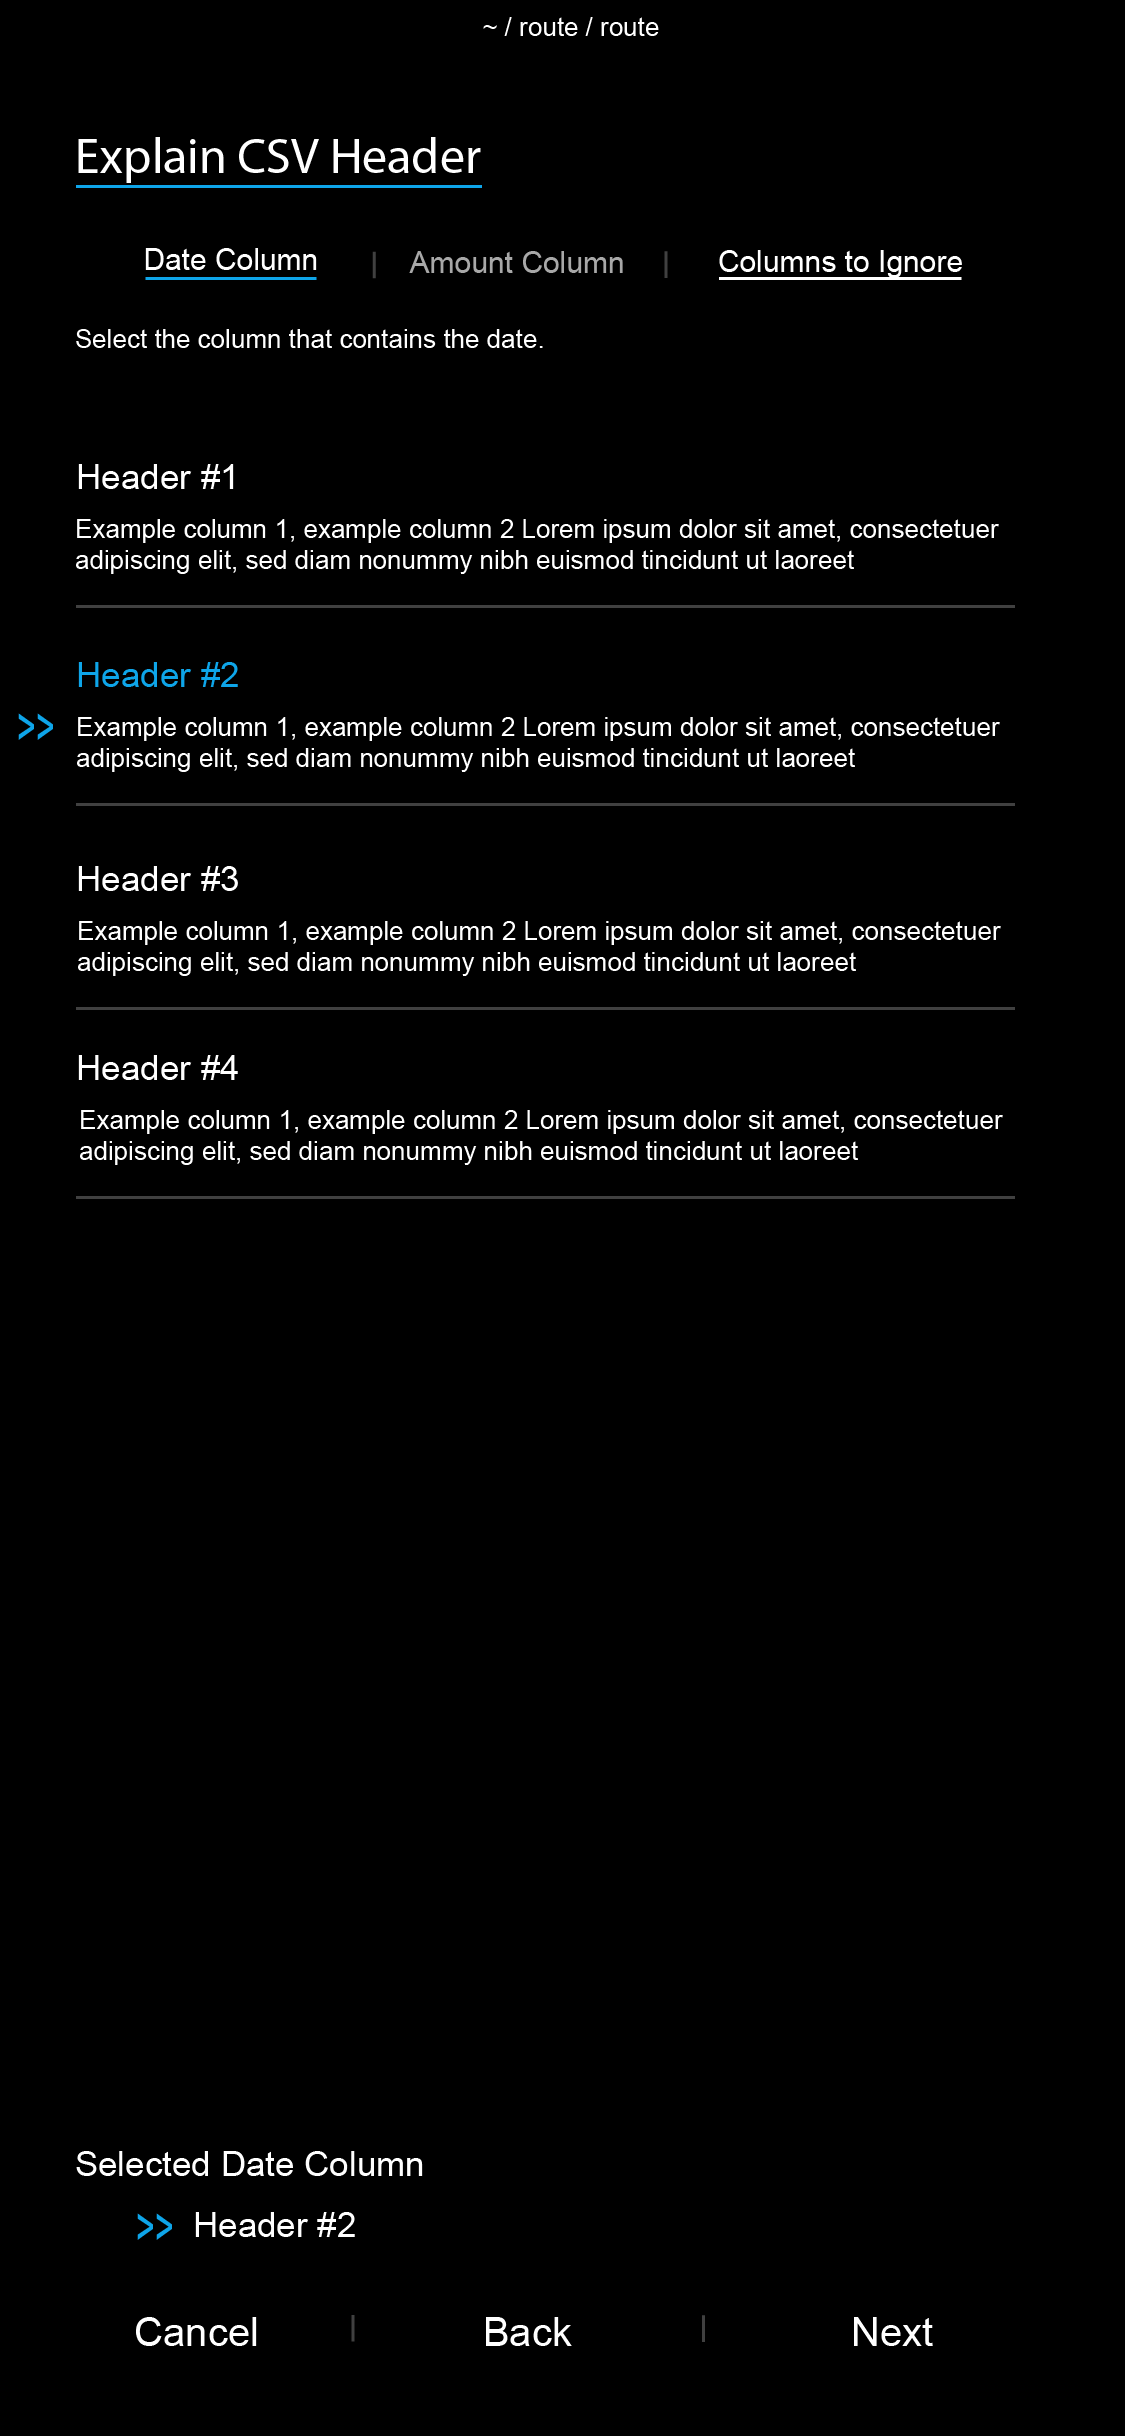 ~ / route / route
Explain CSV Header
Date Column | Amount Column | Columns to Ignore
Select the column that contains the date.
Header #1
Example column 1, example column 2 Lorem ipsum dolor sit amet, consectetuer
adipiscing elit, sed diam nonummy nibh euismod tincidunt ut laoreet
Header #2
>> Example column 1, example column 2 Lorem ipsum dolor sit amet, consectetuer
adipiscing elit, sed diam nonummy nibh euismod tincidunt ut laoreet
Header #3
Example column 1, example column 2 Lorem ipsum dolor sit amet, consectetuer
adipiscing elit, sed diam nonummy nibh euismod tincidunt ut laoreet
Header #4
Example column 1, example column 2 Lorem ipsum dolor sit amet, consectetuer
adipiscing elit, sed diam nonummy nibh euismod tincidunt ut laoreet
Selected Date Column
>> Header #2
Cancel | Back | Next